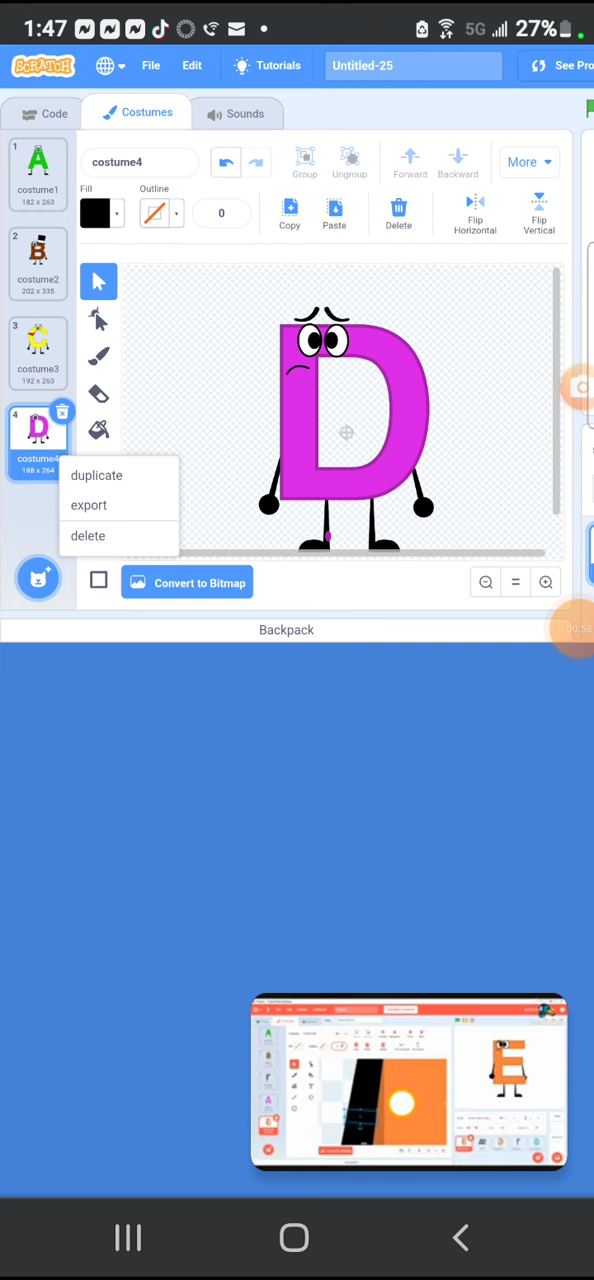 1:47 5G 27%
SCRATCH File Edit Tutorials Untitled-25 See Pro
Code Costumes Sounds
1
costume1
182 x 263
2
costume2
202 x 335
3
costume3
192 x 263
4
costume4
188 x 264
costume4 Group Ungroup Forward Backward More
Fill Outline
0 Copy Paste Delete Flip Horizontal Flip Vertical
A
B
C
D
D
duplicate
export
delete
Convert to Bitmap
Backpack
00:58
E